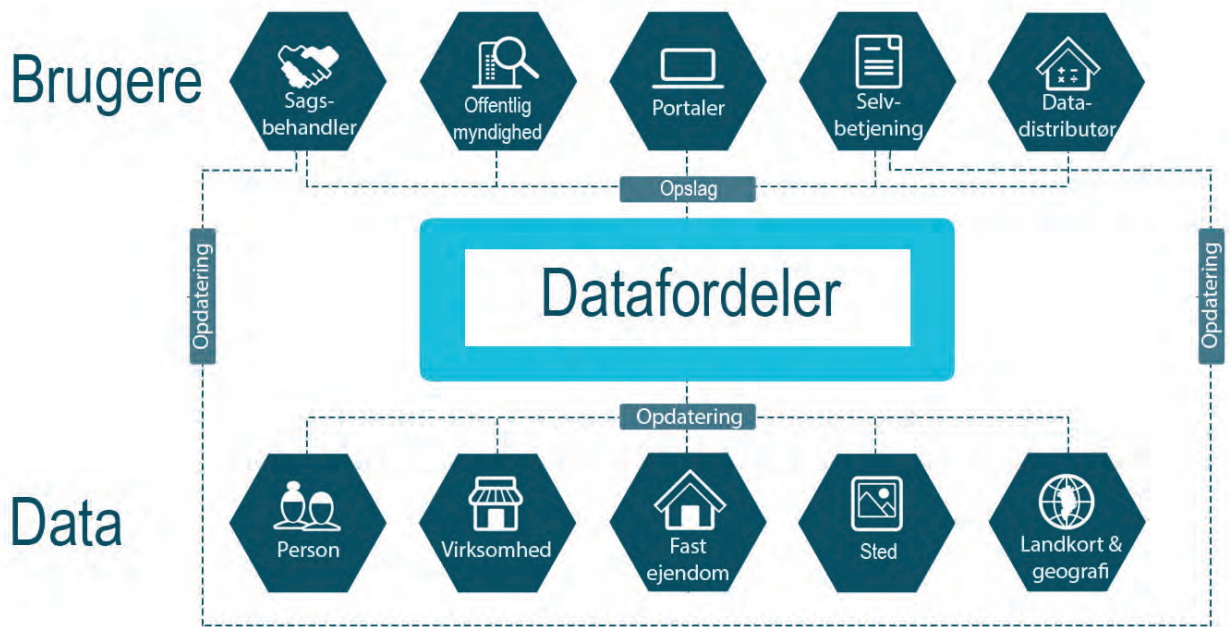 Brugere
Sags-
behandler
Offentlig
myndighed
Portaler
Selv-
betjening
Data-
distributør
Opslag
Opdatering
Datafordeler
Opdatering
Opdatering
Data
Person
Virksomhed
Fast
ejendom
Sted
Landkort &
geografi